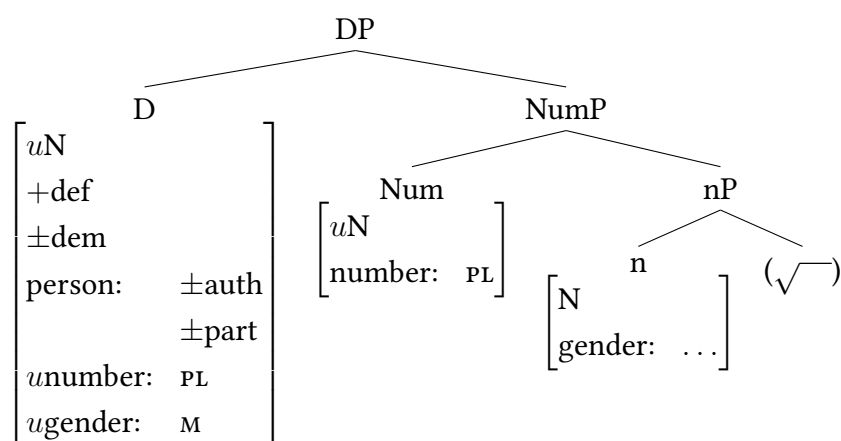 DP
D
NumP
uN
+def
±dem
person: ±auth
±part
unumber: PL
ugender: M
Num
uN
number: PL
nP
n
N
gender: ...
(√)